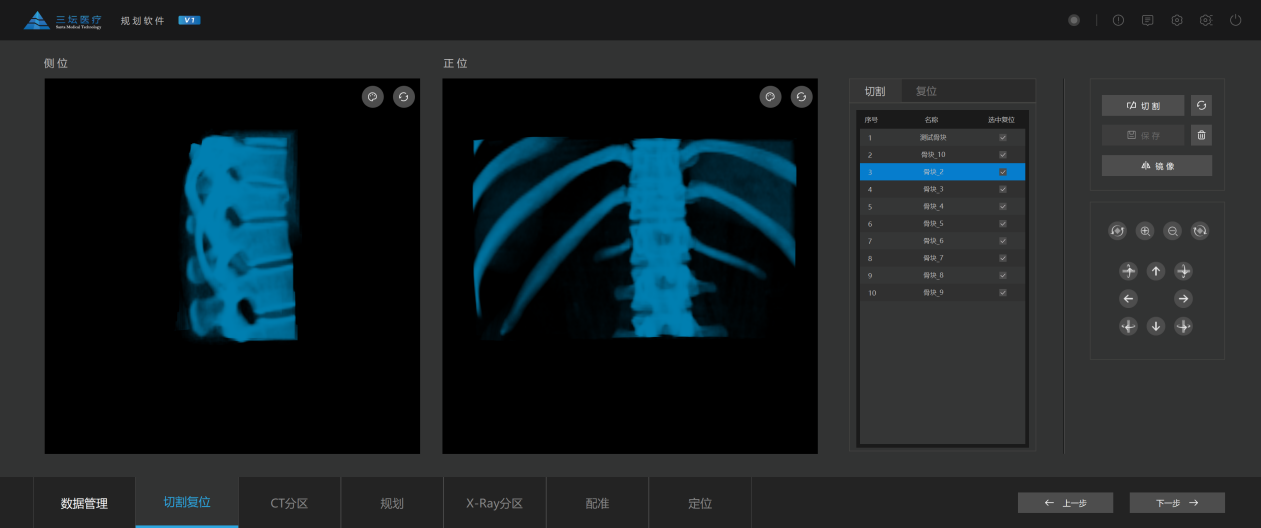 三坛医疗
Santa Medical Technology
规划软件
V1
侧位
正位
切割 复位
序号 名称 选中复位
1 测试骨块
2 骨块_10
3 骨块_2
4 骨块_3
5 骨块_4
6 骨块_5
7 骨块_6
8 骨块_7
9 骨块_8
10 骨块_9
切割
保存
镜像
数据管理 切割复位 CT分区 规划 X-Ray分区 配准 定位
上一步 下一步